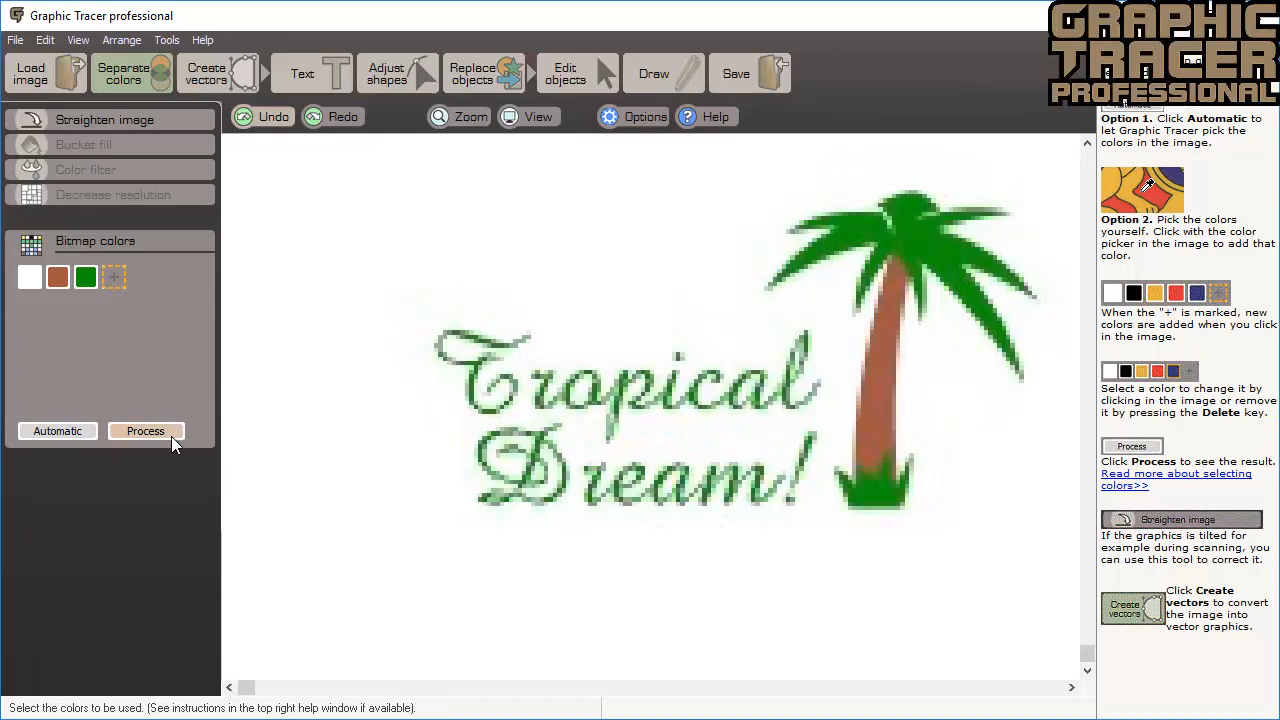 Graphic Tracer professional
GRAPHIC
TRACER
PROFESSIONAL
File Edit View Arrange Tools Help
Load image
Separate colors
Create vectors
Text
Adjust shapes
Replace objects
Edit objects
Draw
Save
Straighten image
Bucket fill
Color filter
Decrease resolution
Undo Redo Zoom View Options Help
Bitmap colors
+
Automatic Process
Tropical
Dream!
Option 1. Click Automatic to
let Graphic Tracer pick the
colors in the image.
Option 2. Pick the colors
yourself. Click with the color
picker in the image to add that
color.
When the "+" is marked, new
colors are added when you click
in the image.
Select a color to change it by
clicking in the image or remove
it by pressing the Delete key.
Process
Click Process to see the result.
Read more about selecting
colors>>
Straighten image
If the graphics is tilted for
example during scanning, you
can use this tool to correct it.
Create
vectors
Click Create
vectors to convert
the image into
vector graphics.
Select the colors to be used. (See instructions in the top right help window if available).